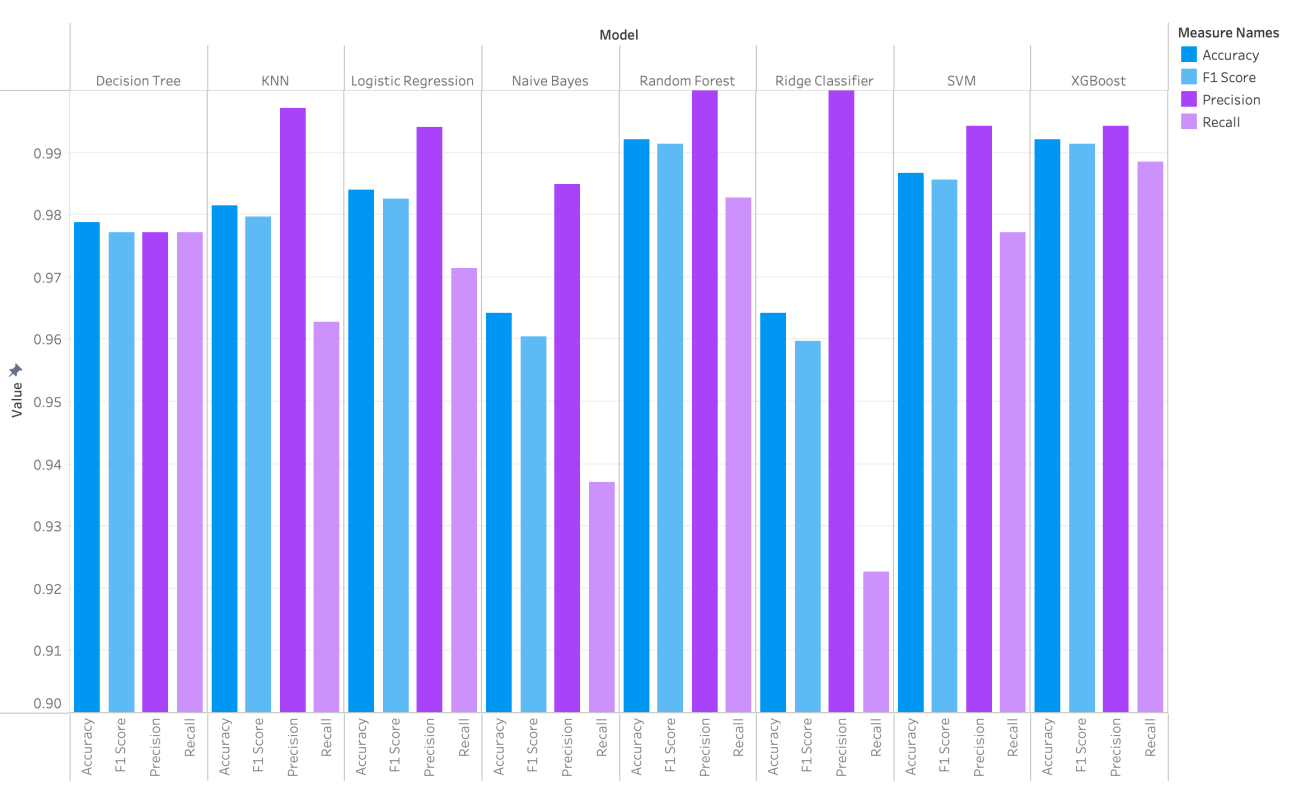 Model
Decision Tree
KNN
Logistic Regression
Naive Bayes
Random Forest
Ridge Classifier
SVM
XGBoost
Measure Names
Accuracy
F1 Score
Precision
Recall
Value
0.99
0.98
0.97
0.96
0.95
0.94
0.93
0.92
0.91
0.90
Accuracy
F1 Score
Precision
Recall
Accuracy
F1 Score
Precision
Recall
Accuracy
F1 Score
Precision
Recall
Accuracy
F1 Score
Precision
Recall
Accuracy
F1 Score
Precision
Recall
Accuracy
F1 Score
Precision
Recall
Accuracy
F1 Score
Precision
Recall
Accuracy
F1 Score
Precision
Recall